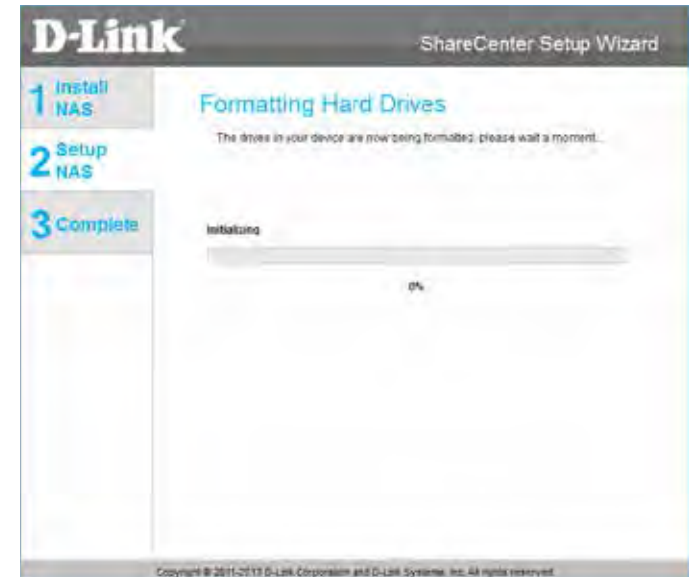 D-Link
ShareCenter Setup Wizard
1 Install
NAS
2 Setup
NAS
3 Complete
Formatting Hard Drives
The drives in your device are now being formatted, please wait a moment...
Initializing
0%
Copyright © 2011-2013 D-Link Corporation and D-Link Systems, Inc. All rights reserved.